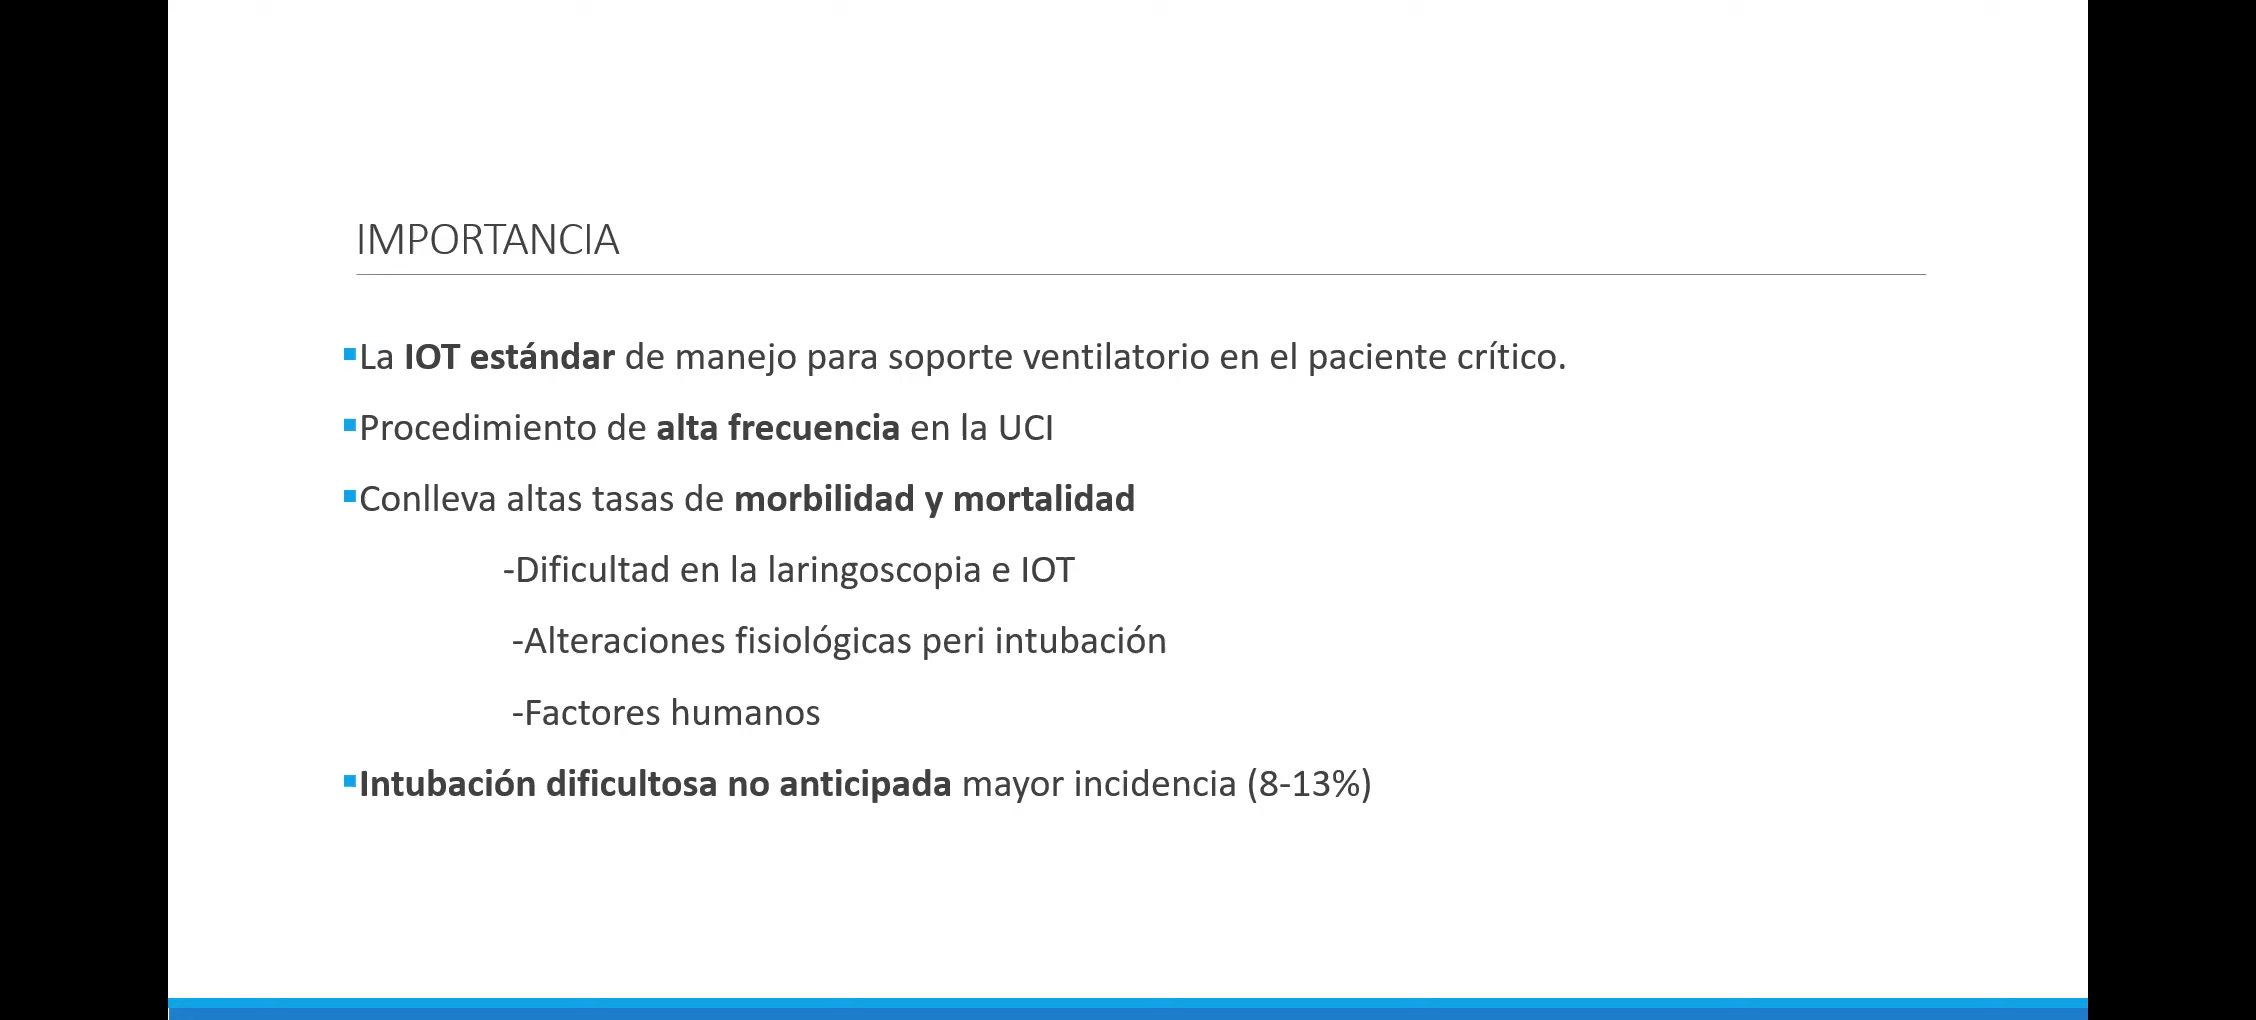 IMPORTANCIA
▪La IOT estándar de manejo para soporte ventilatorio en el paciente crítico.
▪Procedimiento de alta frecuencia en la UCI
▪Conlleva altas tasas de morbilidad y mortalidad
-Dificultad en la laringoscopia e IOT
-Alteraciones fisiológicas peri intubación
-Factores humanos
▪Intubación dificultosa no anticipada mayor incidencia (8-13%)